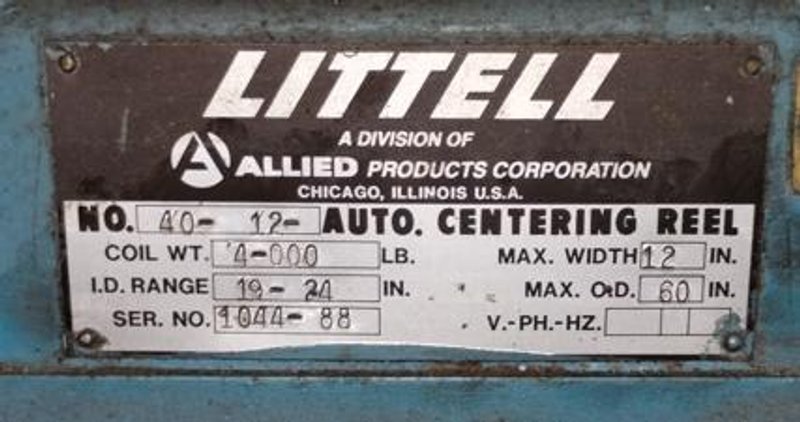 LITTELL
A DIVISION OF
ALLIED PRODUCTS CORPORATION
CHICAGO, ILLINOIS U.S.A.
NO. 40- 12- AUTO. CENTERING REEL
COIL WT. 4-000 LB. MAX. WIDTH 12 IN.
I.D. RANGE 19-24 IN. MAX. O.D. 60 IN.
SER. NO. 1044-88 V.-PH.-HZ.